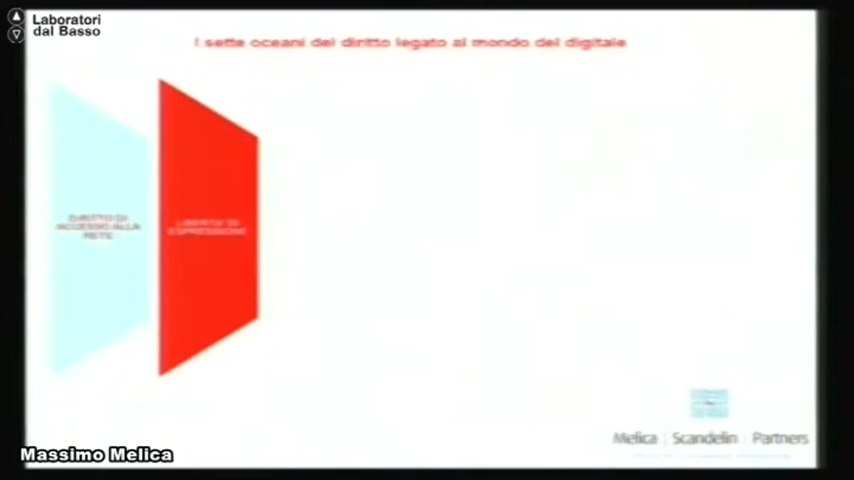 Laboratori
dal Basso
I sette oceani del diritto legato al mondo del digitale
DIRITTO DI
ACCESSO ALLA
RETE
LIBERTA' DI
ESPRESSIONE
Melica | Scandelin | Partners
Massimo Melica